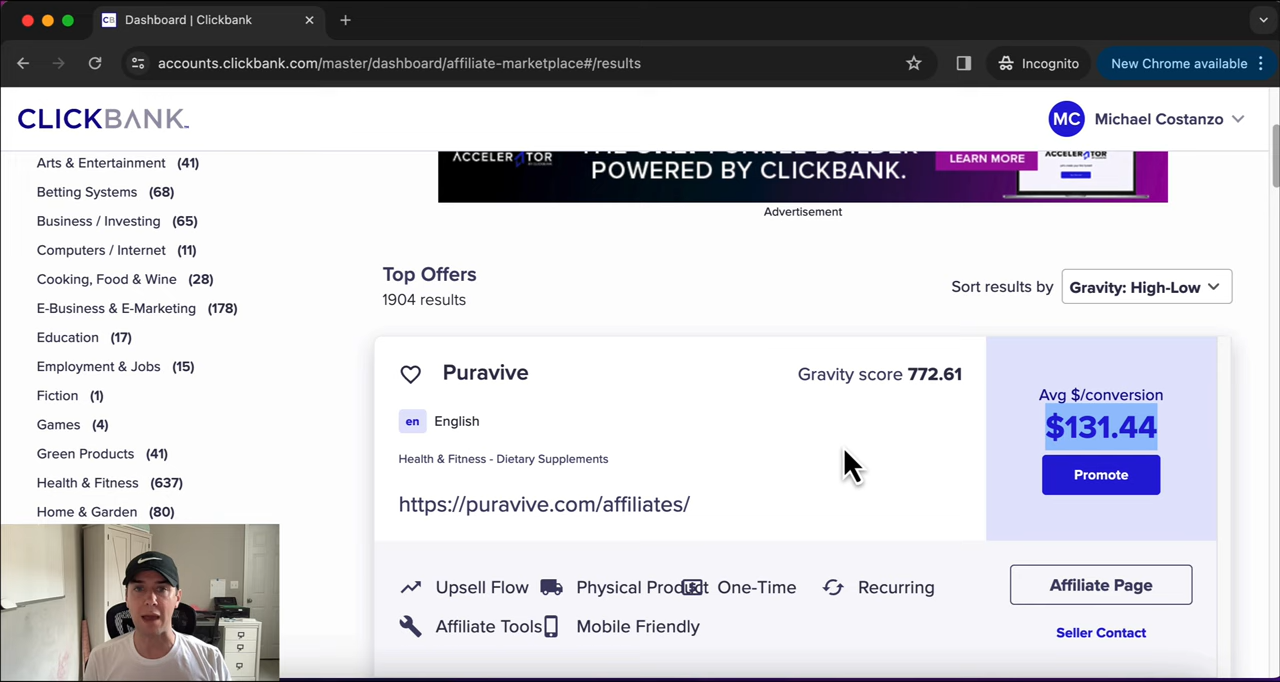 CB Dashboard | Clickbank
accounts.clickbank.com/master/dashboard/affiliate-marketplace#/results
Incognito
New Chrome available
CLICKBANK
MC Michael Costanzo
Arts & Entertainment (41)
Betting Systems (68)
Business / Investing (65)
Computers / Internet (11)
Cooking, Food & Wine (28)
E-Business & E-Marketing (178)
Education (17)
Employment & Jobs (15)
Fiction (1)
Games (4)
Green Products (41)
Health & Fitness (637)
Home & Garden (80)
ACCELERATOR
THE ONLY FUNNEL BUILDER
POWERED BY CLICKBANK.
LEARN MORE
ACCELERATOR
Advertisement
Top Offers
1904 results
Sort results by Gravity: High-Low
Puravive
Gravity score 772.61
en English
Health & Fitness - Dietary Supplements
https://puravive.com/affiliates/
Avg $/conversion
$131.44
Promote
Upsell Flow Physical Product One-Time Recurring
Affiliate Tools Mobile Friendly
Affiliate Page
Seller Contact